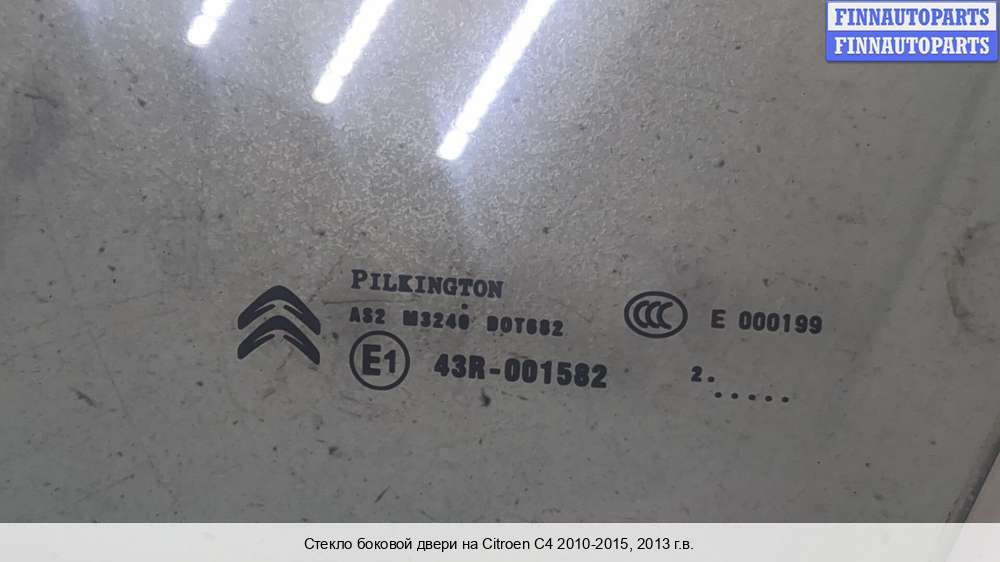 FINNAUTOPARTS
FINNAUTOPARTS
PILKINGTON
AS2 M3240 DOT682
E1 43R-001582
CCC E 000199
2. .....
Стекло боковой двери на Citroen C4 2010-2015, 2013 г.в.